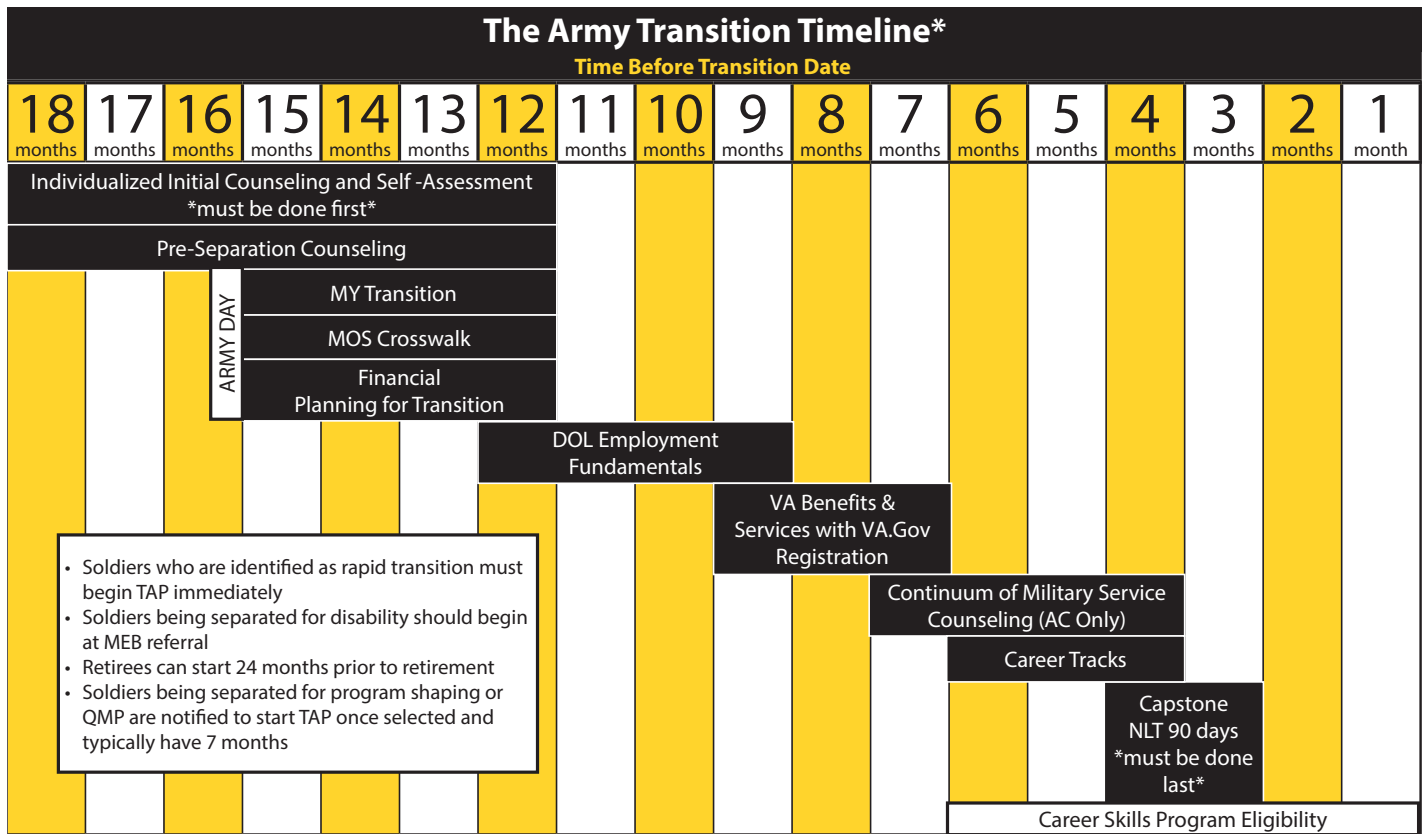 The Army Transition Timeline*
Time Before Transition Date
18 17 16 15 14 13 12 11 10 9 8 7 6 5 4 3 2 1
months months months months months months months months months months months months months months months months months month
Individualized Initial Counseling and Self -Assessment
*must be done first*
Pre-Separation Counseling
ARMY DAY
MY Transition
MOS Crosswalk
Financial
Planning for Transition
DOL Employment
Fundamentals
VA Benefits &
Services with VA.Gov
Registration
Continuum of Military Service
Counseling (AC Only)
Career Tracks
Capstone
NLT 90 days
*must be done
last*
Career Skills Program Eligibility
• Soldiers who are identified as rapid transition must
begin TAP immediately
• Soldiers being separated for disability should begin
at MEB referral
• Retirees can start 24 months prior to retirement
• Soldiers being separated for program shaping or
QMP are notified to start TAP once selected and
typically have 7 months